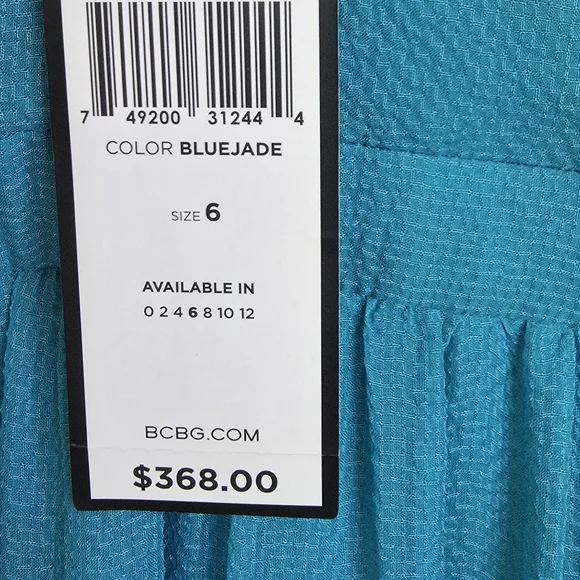 7 49200 31244 4
COLOR BLUEJADE
SIZE 6
AVAILABLE IN
0 2 4 6 8 10 12
BCBG.COM
$368.00